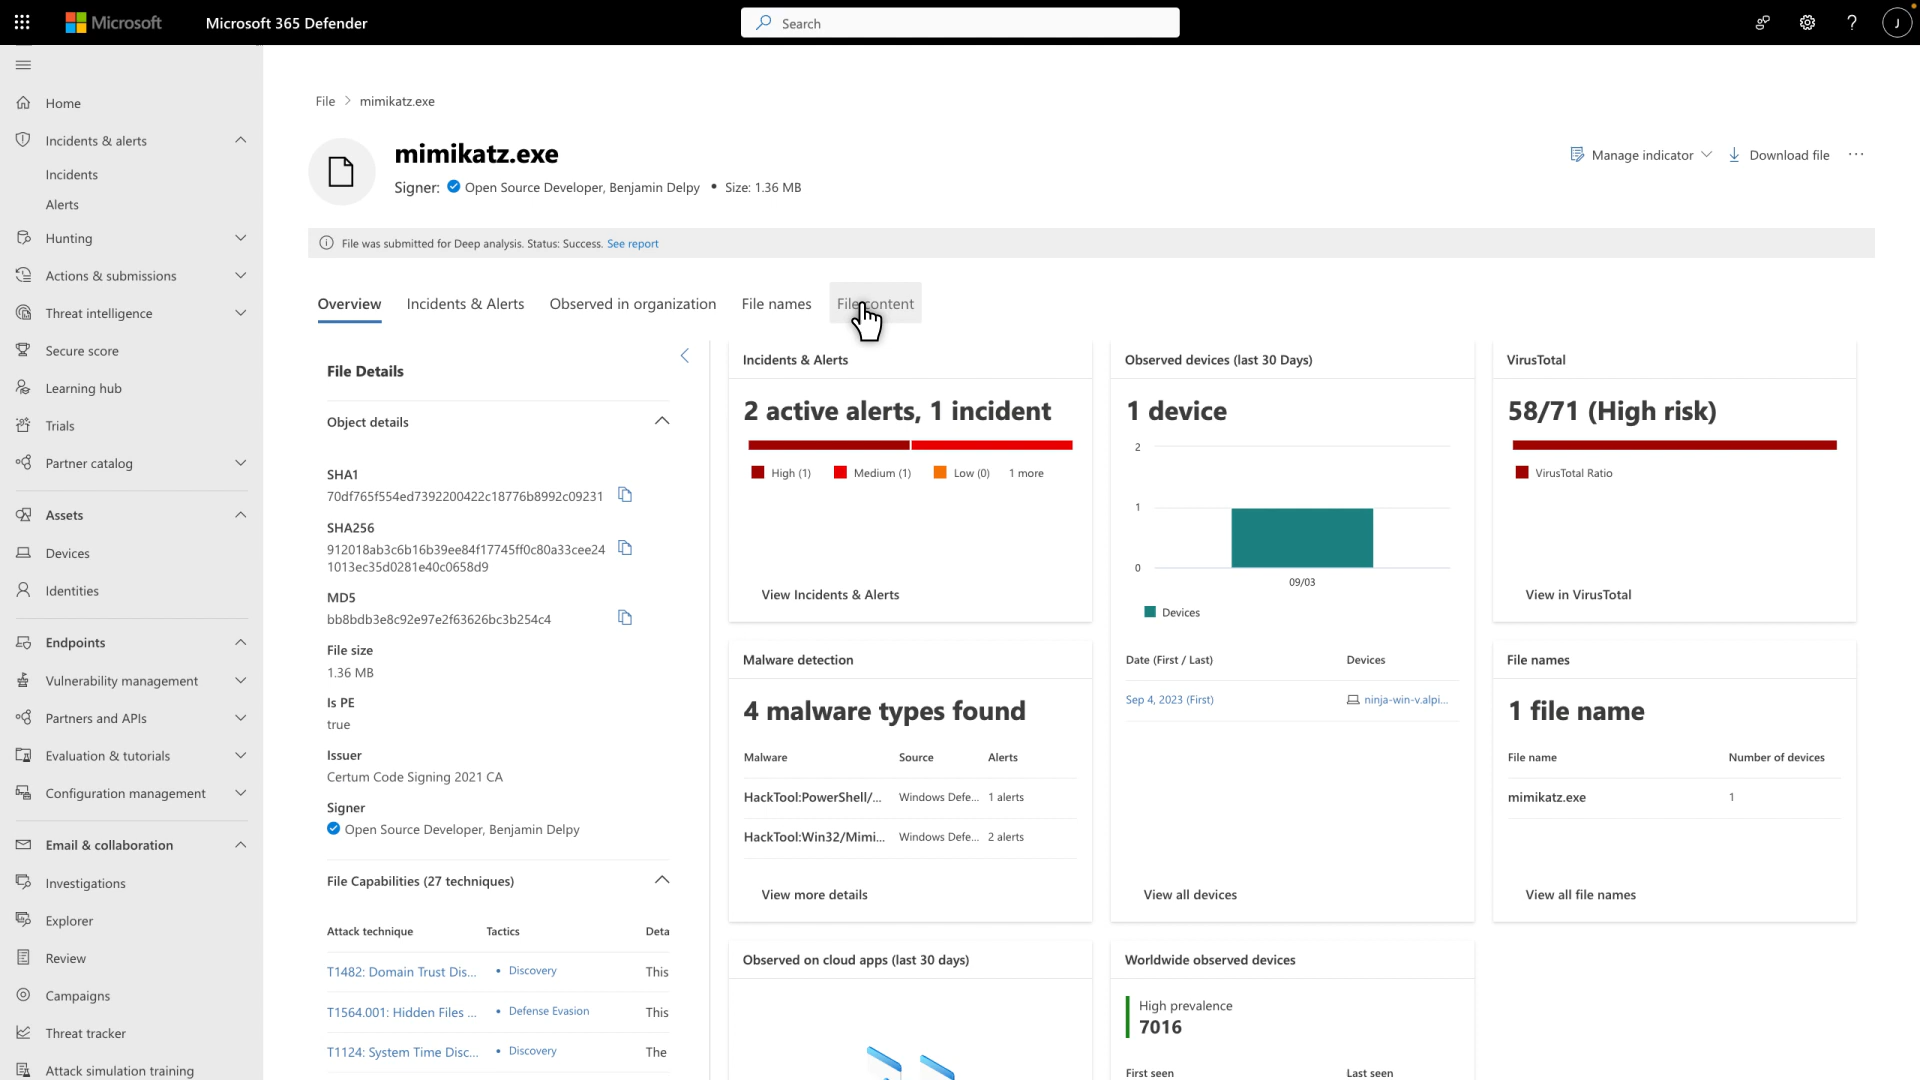 Microsoft
Microsoft 365 Defender
Search
J
Home
Incidents & alerts
Incidents
Alerts
Hunting
Actions & submissions
Threat intelligence
Secure score
Learning hub
Trials
Partner catalog
Assets
Devices
Identities
Endpoints
Vulnerability management
Partners and APIs
Evaluation & tutorials
Configuration management
Email & collaboration
Investigations
Explorer
Review
Campaigns
Threat tracker
Attack simulation training
File > mimikatz.exe
mimikatz.exe
Signer: Open Source Developer, Benjamin Delpy • Size: 1.36 MB
Manage indicator
Download file
File was submitted for Deep analysis. Status: Success. See report
Overview
Incidents & Alerts
Observed in organization
File names
File content
File Details
Object details
SHA1
70df765f554ed7392200422c18776b8992c09231
SHA256
912018ab3c6b16b39ee84f17745ff0c80a33cee24
1013ec35d0281e40c0658d9
MD5
bb8bdb3e8c92e97e2f63626bc3b254c4
File size
1.36 MB
Is PE
true
Issuer
Certum Code Signing 2021 CA
Signer
Open Source Developer, Benjamin Delpy
File Capabilities (27 techniques)
Attack technique Tactics Deta
T1482: Domain Trust Dis... • Discovery This
T1564.001: Hidden Files ... • Defense Evasion This
T1124: System Time Disc... • Discovery The
Incidents & Alerts
2 active alerts, 1 incident
High (1) Medium (1) Low (0) 1 more
View Incidents & Alerts
Malware detection
4 malware types found
Malware Source Alerts
HackTool:PowerShell/... Windows Defe... 1 alerts
HackTool:Win32/Mimi... Windows Defe... 2 alerts
View more details
Observed on cloud apps (last 30 days)
Observed devices (last 30 Days)
1 device
2
1
0
09/03
Devices
Date (First / Last) Devices
Sep 4, 2023 (First) ninja-win-v.alpi...
View all devices
Worldwide observed devices
High prevalence
7016
First seen Last seen
VirusTotal
58/71 (High risk)
VirusTotal Ratio
View in VirusTotal
File names
1 file name
File name Number of devices
mimikatz.exe 1
View all file names